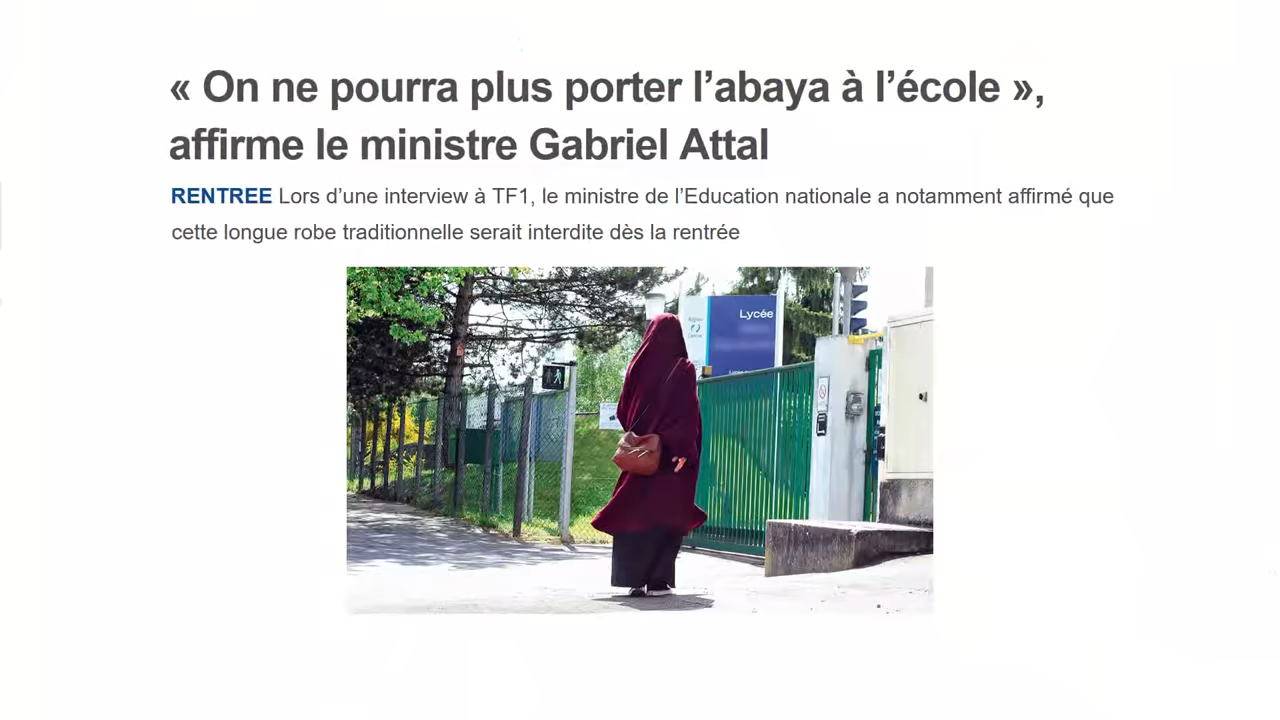 « On ne pourra plus porter l’abaya à l’école »,
affirme le ministre Gabriel Attal
RENTREE Lors d’une interview à TF1, le ministre de l’Education nationale a notamment affirmé que
cette longue robe traditionnelle serait interdite dès la rentrée
Lycée